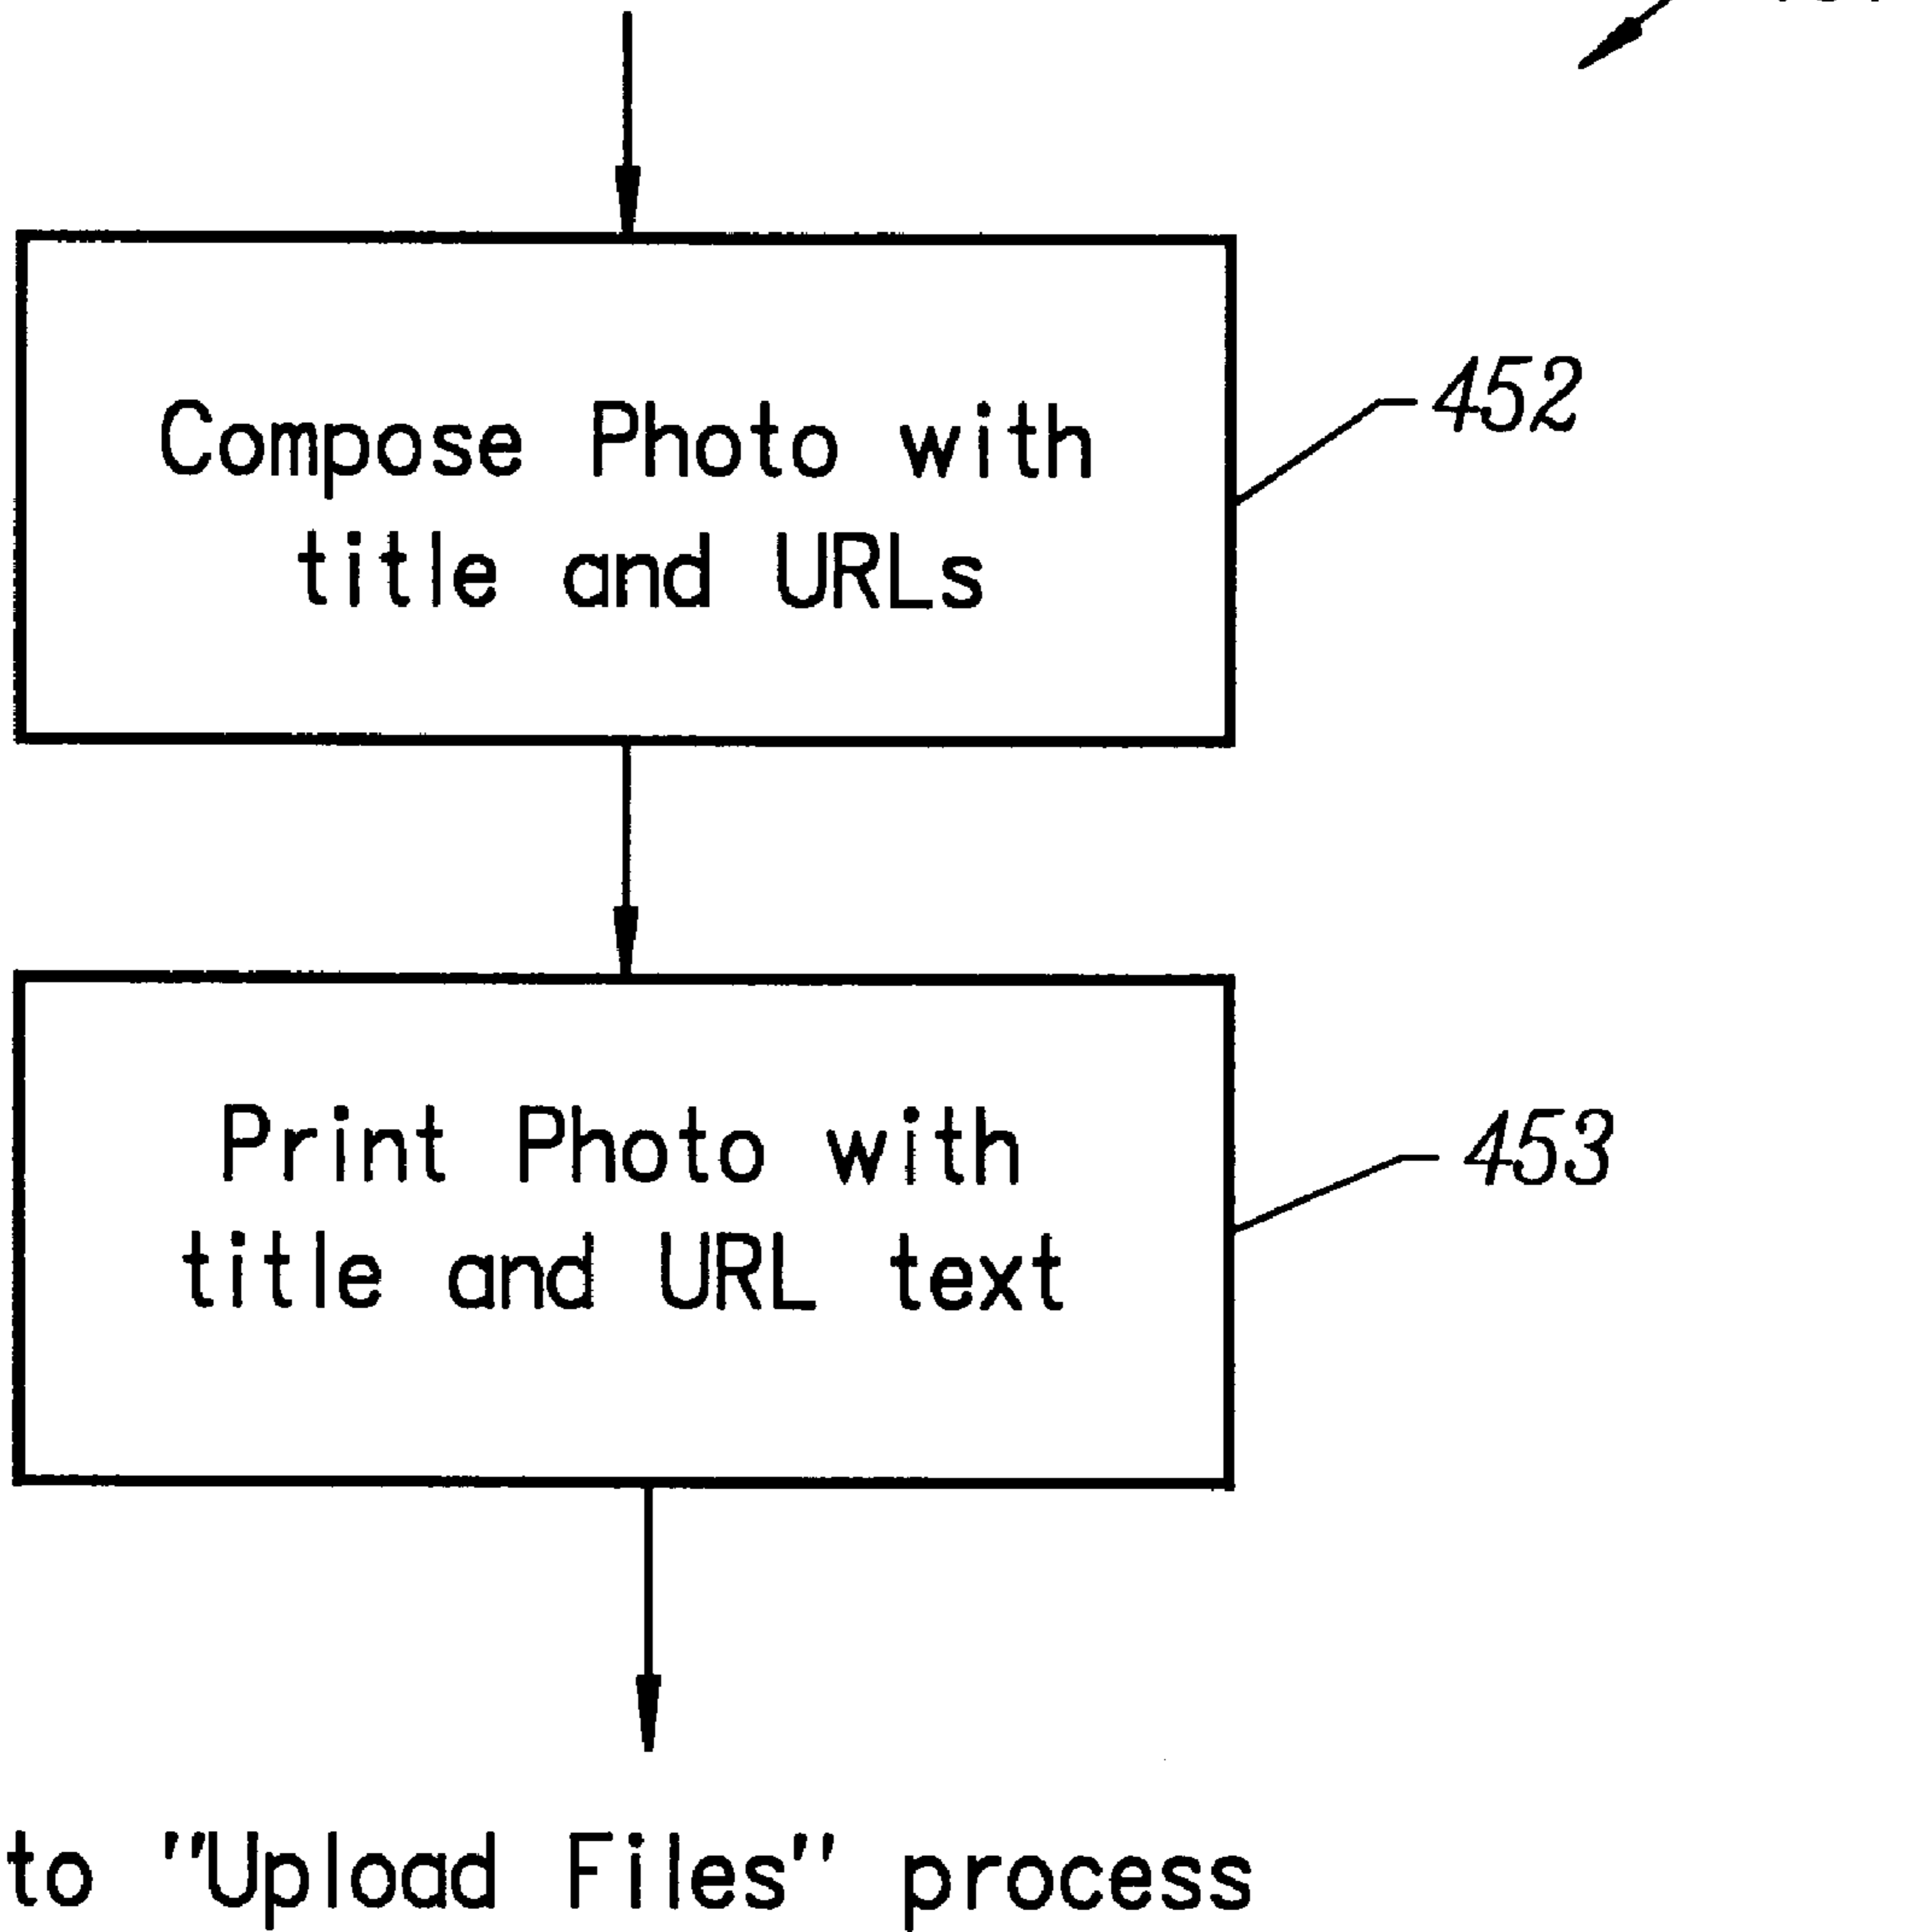 Compose Photo with
title and URLs
452
Print Photo with
title and URL text
453
to "Upload Files" process